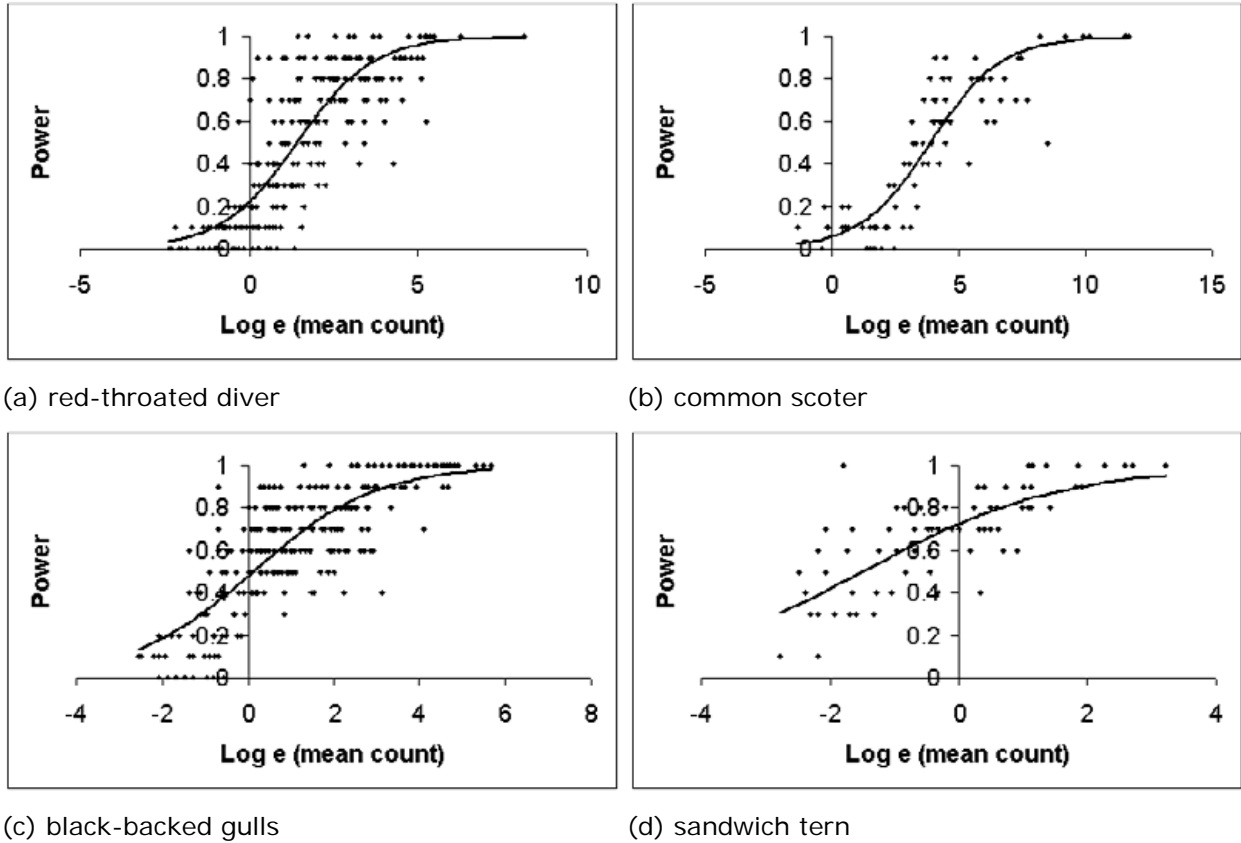 1
0.8
0.6
0.4
0.2
0
Power
-5 0 5 10
Log e (mean count)
(a) red-throated diver
1
0.8
0.6
0.4
0.2
0
Power
-5 0 5 10 15
Log e (mean count)
(b) common scoter
1
0.8
0.6
0.4
0.2
0
Power
-4 -2 0 2 4 6 8
Log e (mean count)
(c) black-backed gulls
1
0.8
0.6
0.4
0.2
0
Power
-4 -2 0 2 4
Log e (mean count)
(d) sandwich tern